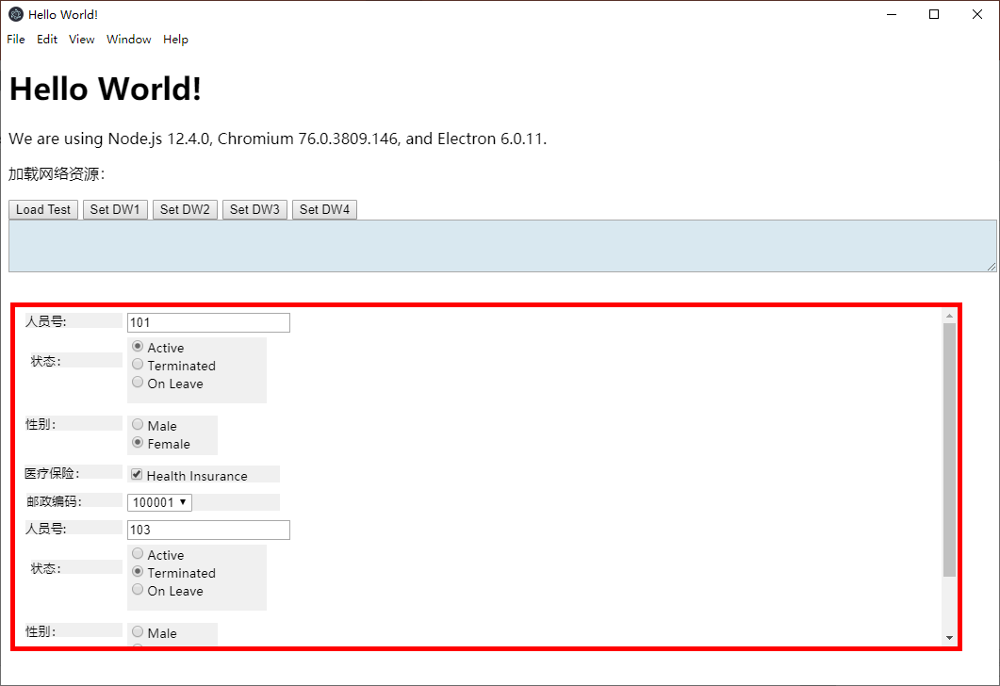 Hello World!
File Edit View Window Help
Hello World!
We are using Node.js 12.4.0, Chromium 76.0.3809.146, and Electron 6.0.11.
加载网络资源：
Load Test Set DW1 Set DW2 Set DW3 Set DW4
人员号: 101
状态： Active
Terminated
On Leave
性别： Male
Female
医疗保险： Health Insurance
邮政编码： 100001
人员号: 103
状态： Active
Terminated
On Leave
性别： Male